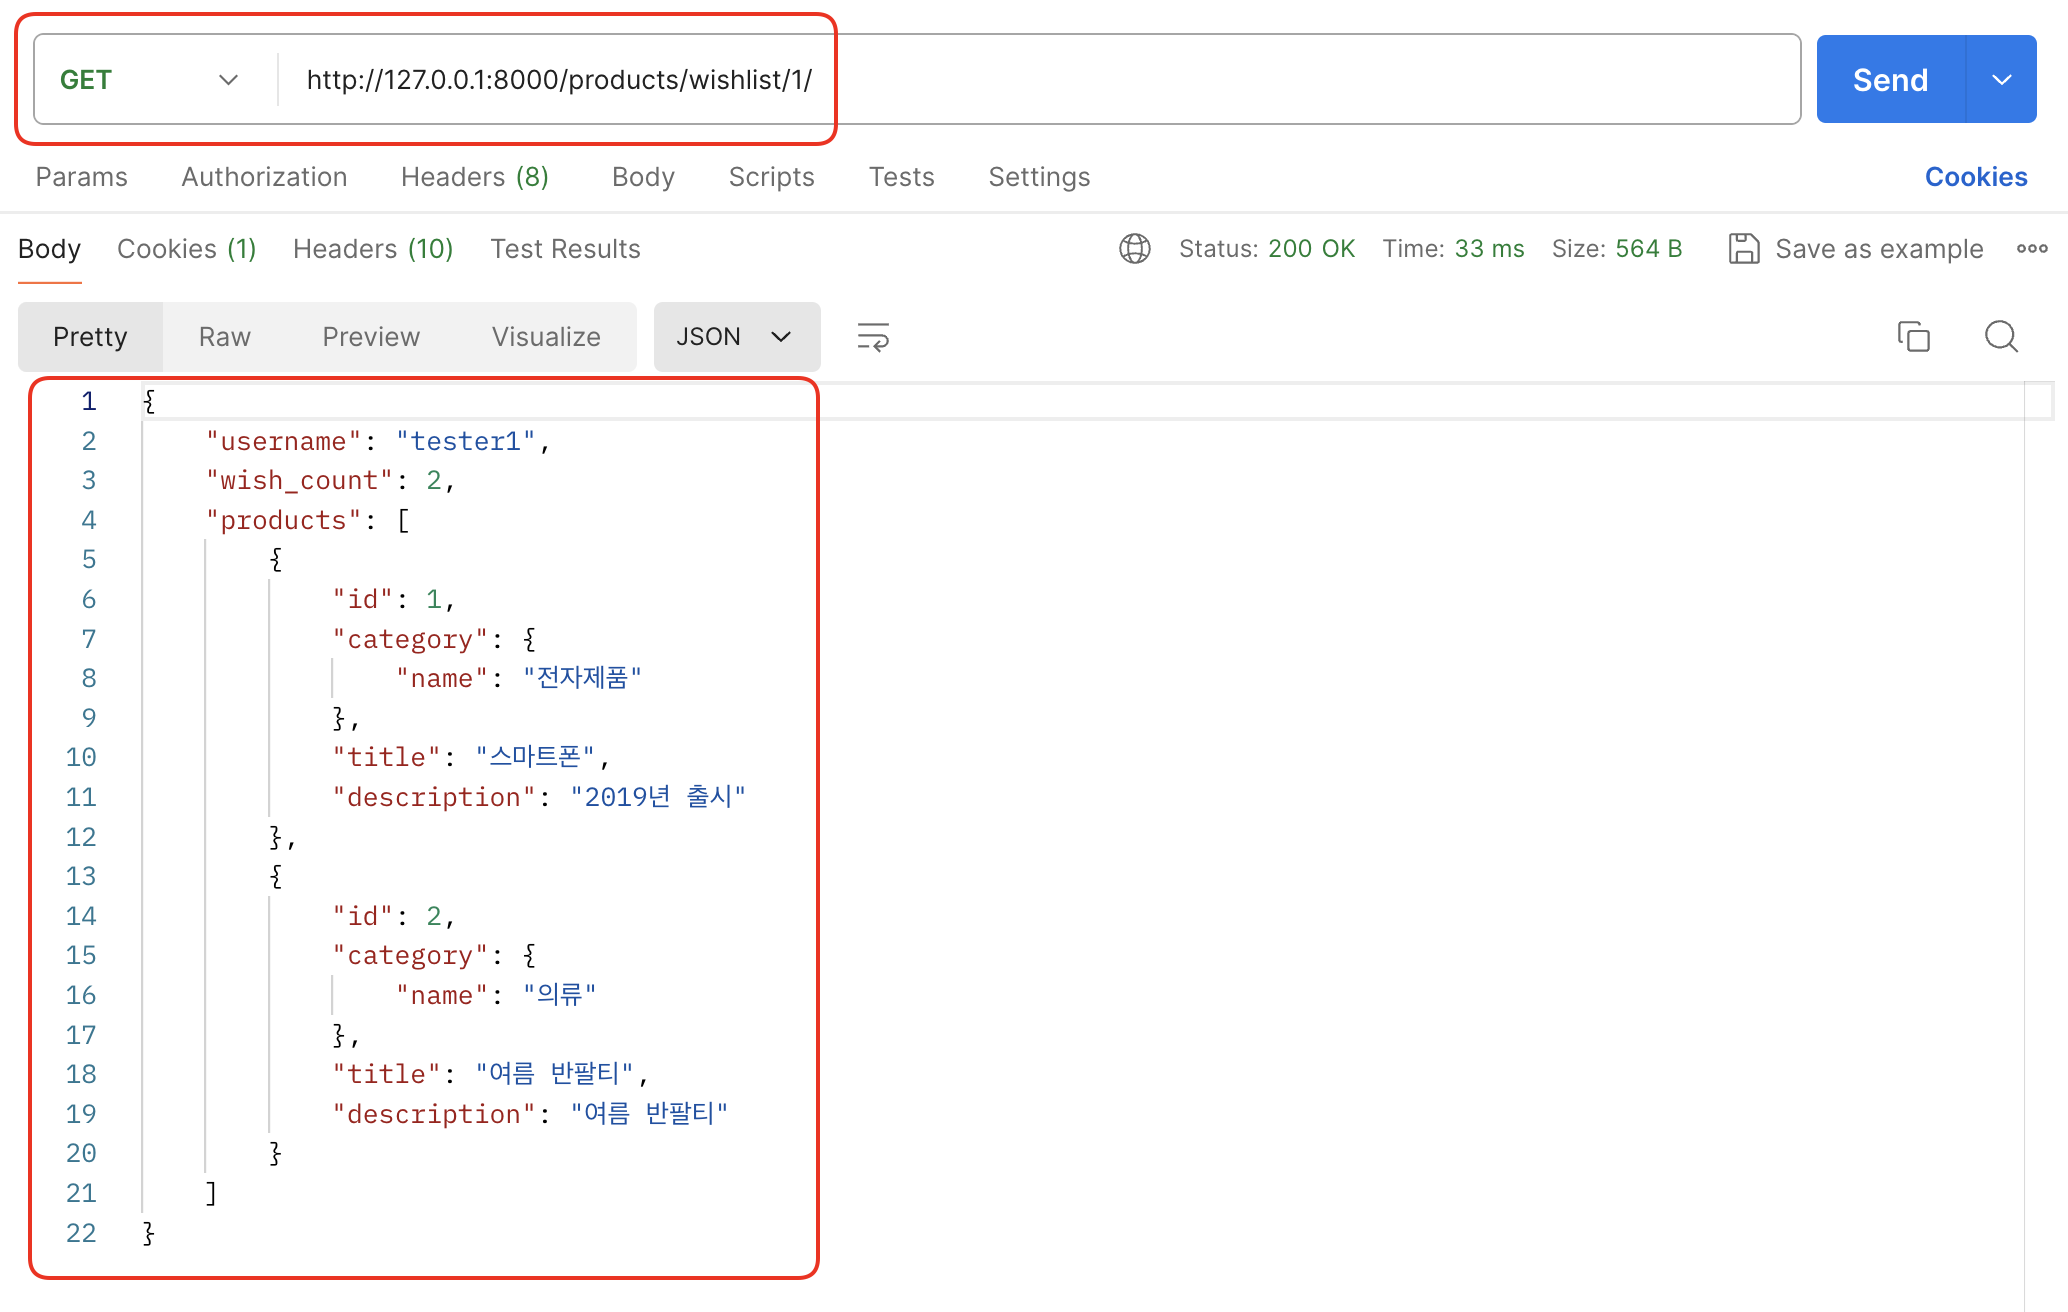 GET http://127.0.0.1:8000/products/wishlist/1/ Send
Params Authorization Headers (8) Body Scripts Tests Settings Cookies
Body Cookies (1) Headers (10) Test Results Status: 200 OK Time: 33 ms Size: 564 B Save as example
Pretty Raw Preview Visualize JSON
1 {
2 "username": "tester1",
3 "wish_count": 2,
4 "products": [
5 {
6 "id": 1,
7 "category": {
8 "name": "전자제품"
9 },
10 "title": "스마트폰",
11 "description": "2019년 출시"
12 },
13 {
14 "id": 2,
15 "category": {
16 "name": "의류"
17 },
18 "title": "여름 반팔티",
19 "description": "여름 반팔티"
20 }
21 ]
22 }